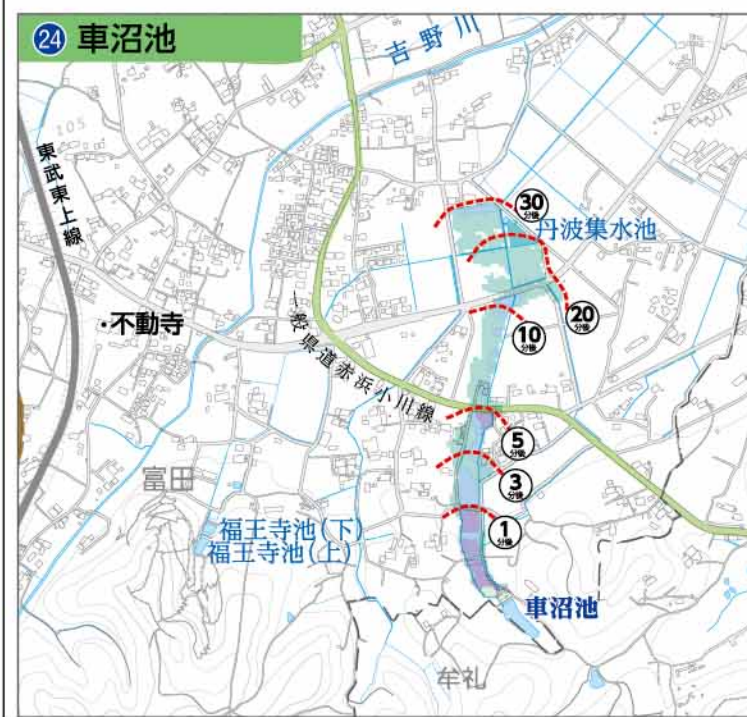 24 車沼池
吉野川
105
東武東上線
30分後
丹波集水池
20分後
10分後
・不動寺
一般県道赤浜小川線
5分後
3分後
富田
1分後
福王寺池(下)
福王寺池(上)
車沼池
牟礼